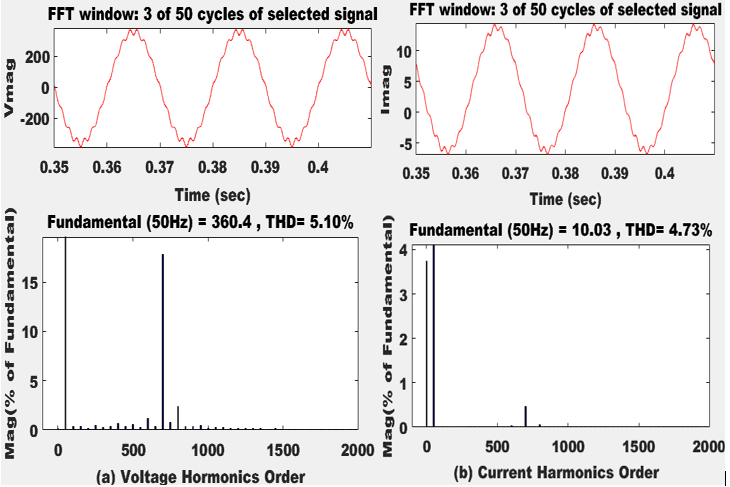 FFT window: 3 of 50 cycles of selected signal
Vmag
200
0
-200
0.35 0.36 0.37 0.38 0.39 0.4
Time (sec)
FFT window: 3 of 50 cycles of selected signal
Imag
10
5
0
-5
0.35 0.36 0.37 0.38 0.39 0.4
Time (sec)
Fundamental (50Hz) = 360.4 , THD= 5.10%
Mag(% of Fundamental)
15
10
5
0
0 500 1000 1500 2000
(a) Voltage Hormonics Order
Fundamental (50Hz) = 10.03 , THD= 4.73%
Mag(% of Fundamental)
4
3
2
1
0
0 500 1000 1500 2000
(b) Current Harmonics Order